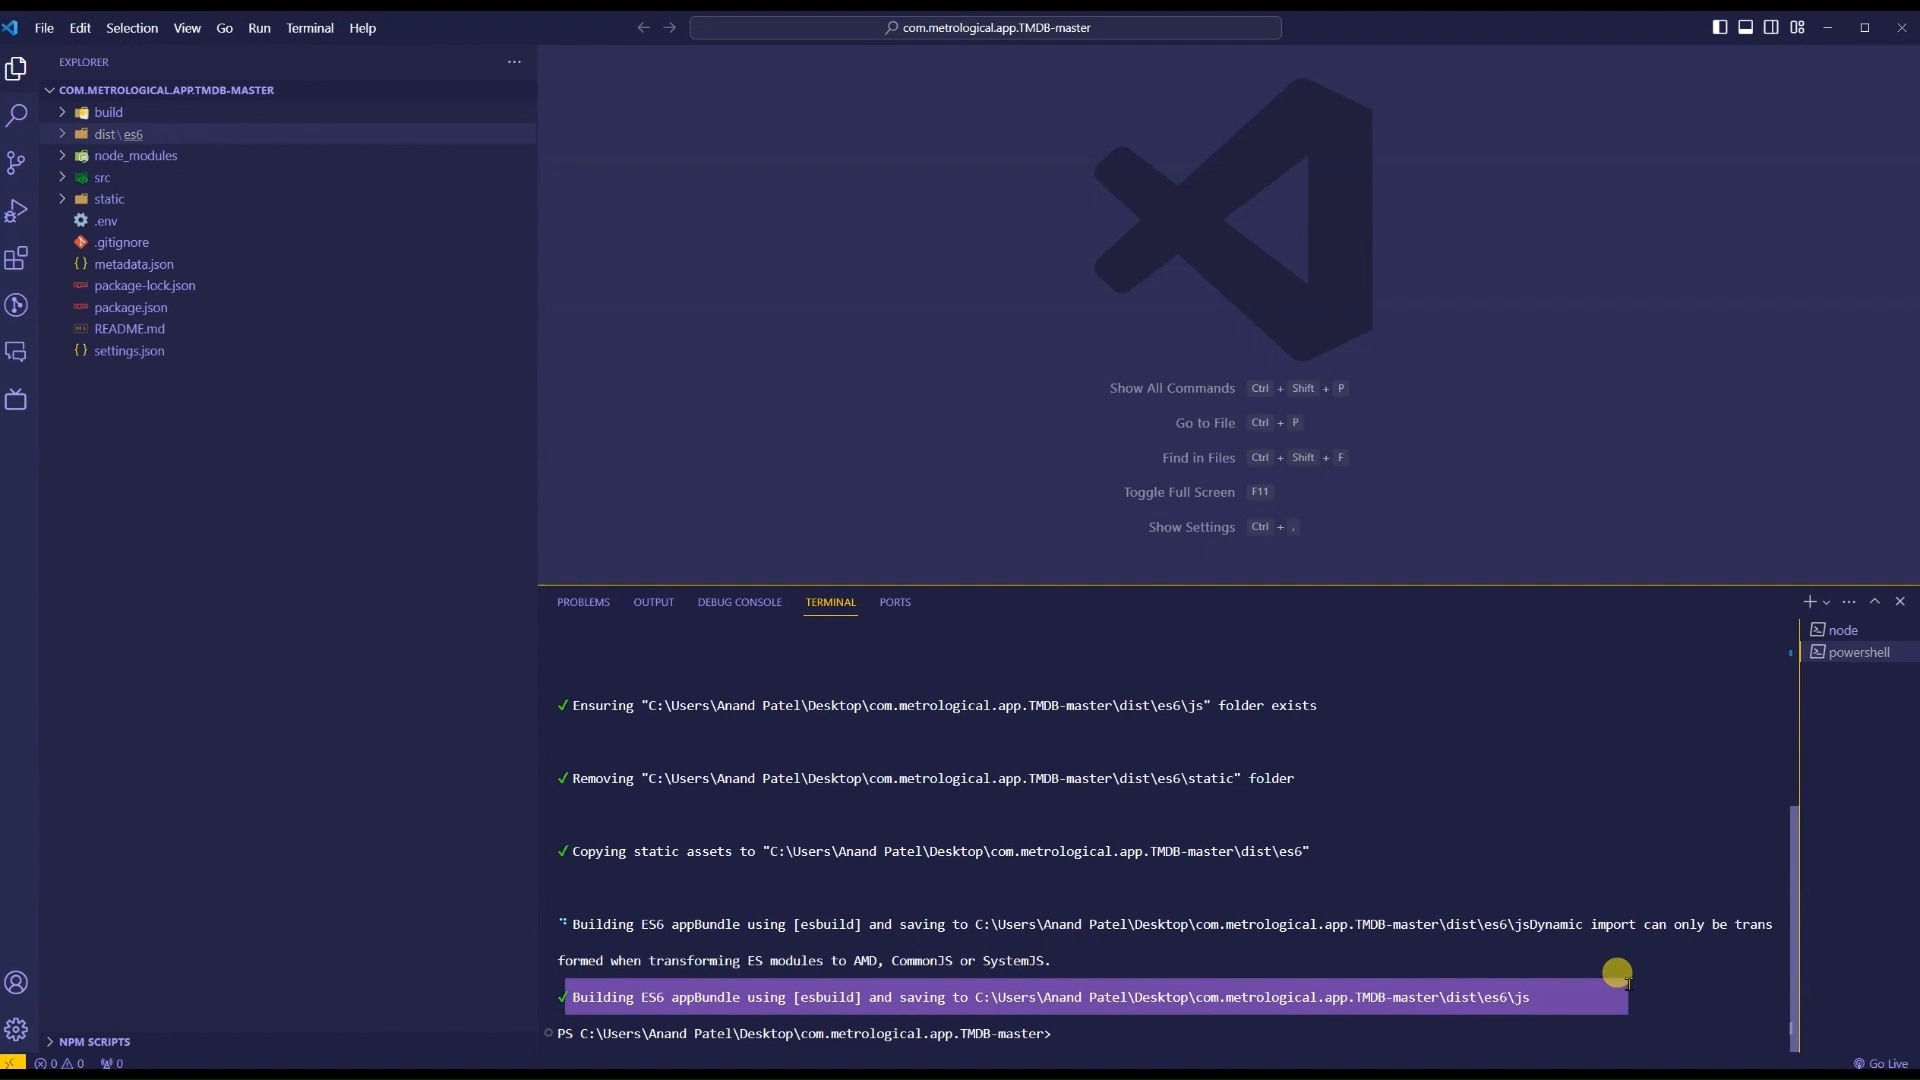 File Edit Selection View Go Run Terminal Help
com.metrological.app.TMDB-master
EXPLORER
COM.METROLOGICAL.APP.TMDB-MASTER
build
dist\es6
node_modules
src
static
.env
.gitignore
metadata.json
package-lock.json
package.json
README.md
settings.json
Show All Commands Ctrl + Shift + P
Go to File Ctrl + P
Find in Files Ctrl + Shift + F
Toggle Full Screen F11
Show Settings Ctrl + ,
PROBLEMS OUTPUT DEBUG CONSOLE TERMINAL PORTS
node
powershell
✓ Ensuring "C:\Users\Anand Patel\Desktop\com.metrological.app.TMDB-master\dist\es6\js" folder exists
✓ Removing "C:\Users\Anand Patel\Desktop\com.metrological.app.TMDB-master\dist\es6\static" folder
✓ Copying static assets to "C:\Users\Anand Patel\Desktop\com.metrological.app.TMDB-master\dist\es6"
Building ES6 appBundle using [esbuild] and saving to C:\Users\Anand Patel\Desktop\com.metrological.app.TMDB-master\dist\es6\jsDynamic import can only be trans
formed when transforming ES modules to AMD, CommonJS or SystemJS.
✓ Building ES6 appBundle using [esbuild] and saving to C:\Users\Anand Patel\Desktop\com.metrological.app.TMDB-master\dist\es6\js
PS C:\Users\Anand Patel\Desktop\com.metrological.app.TMDB-master>
NPM SCRIPTS
0 0 0
Go Live